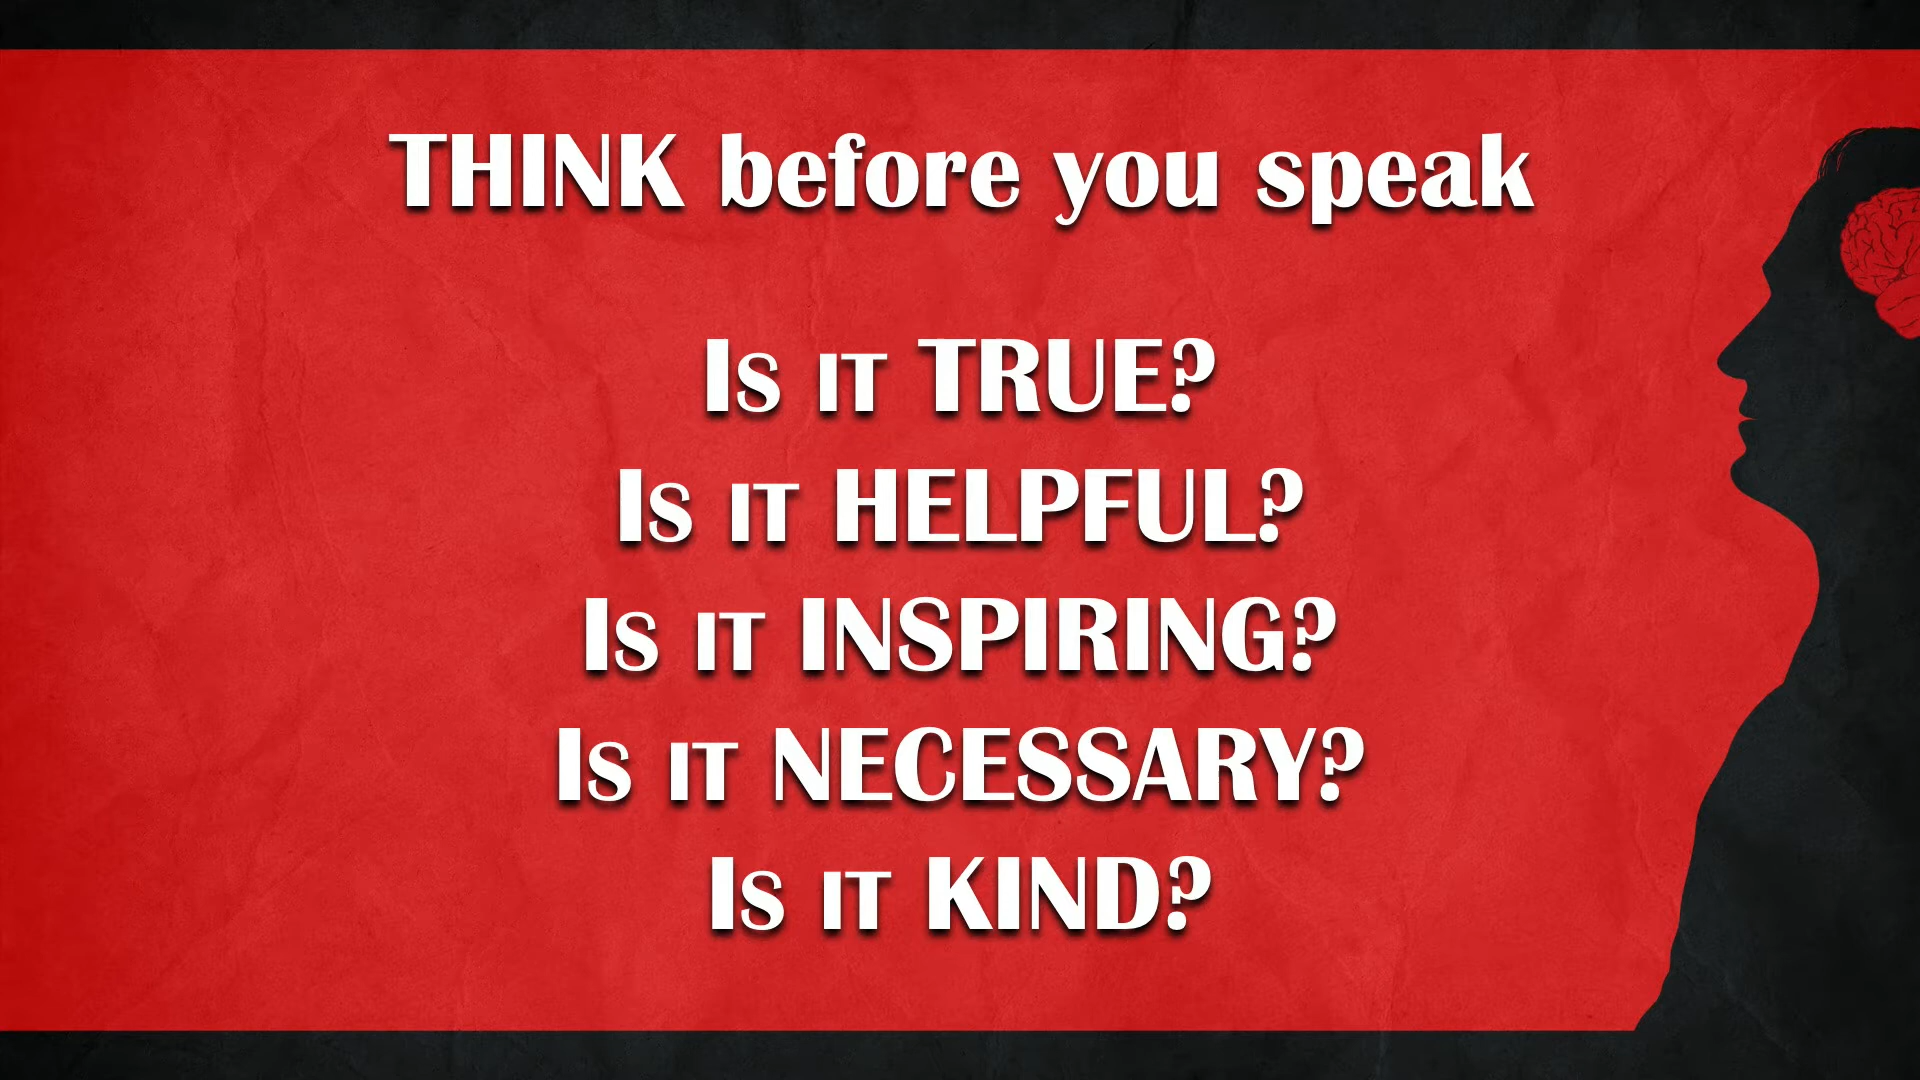 THINK before you speak
Is it TRUE?
Is it HELPFUL?
Is it INSPIRING?
Is it NECESSARY?
Is it KIND?